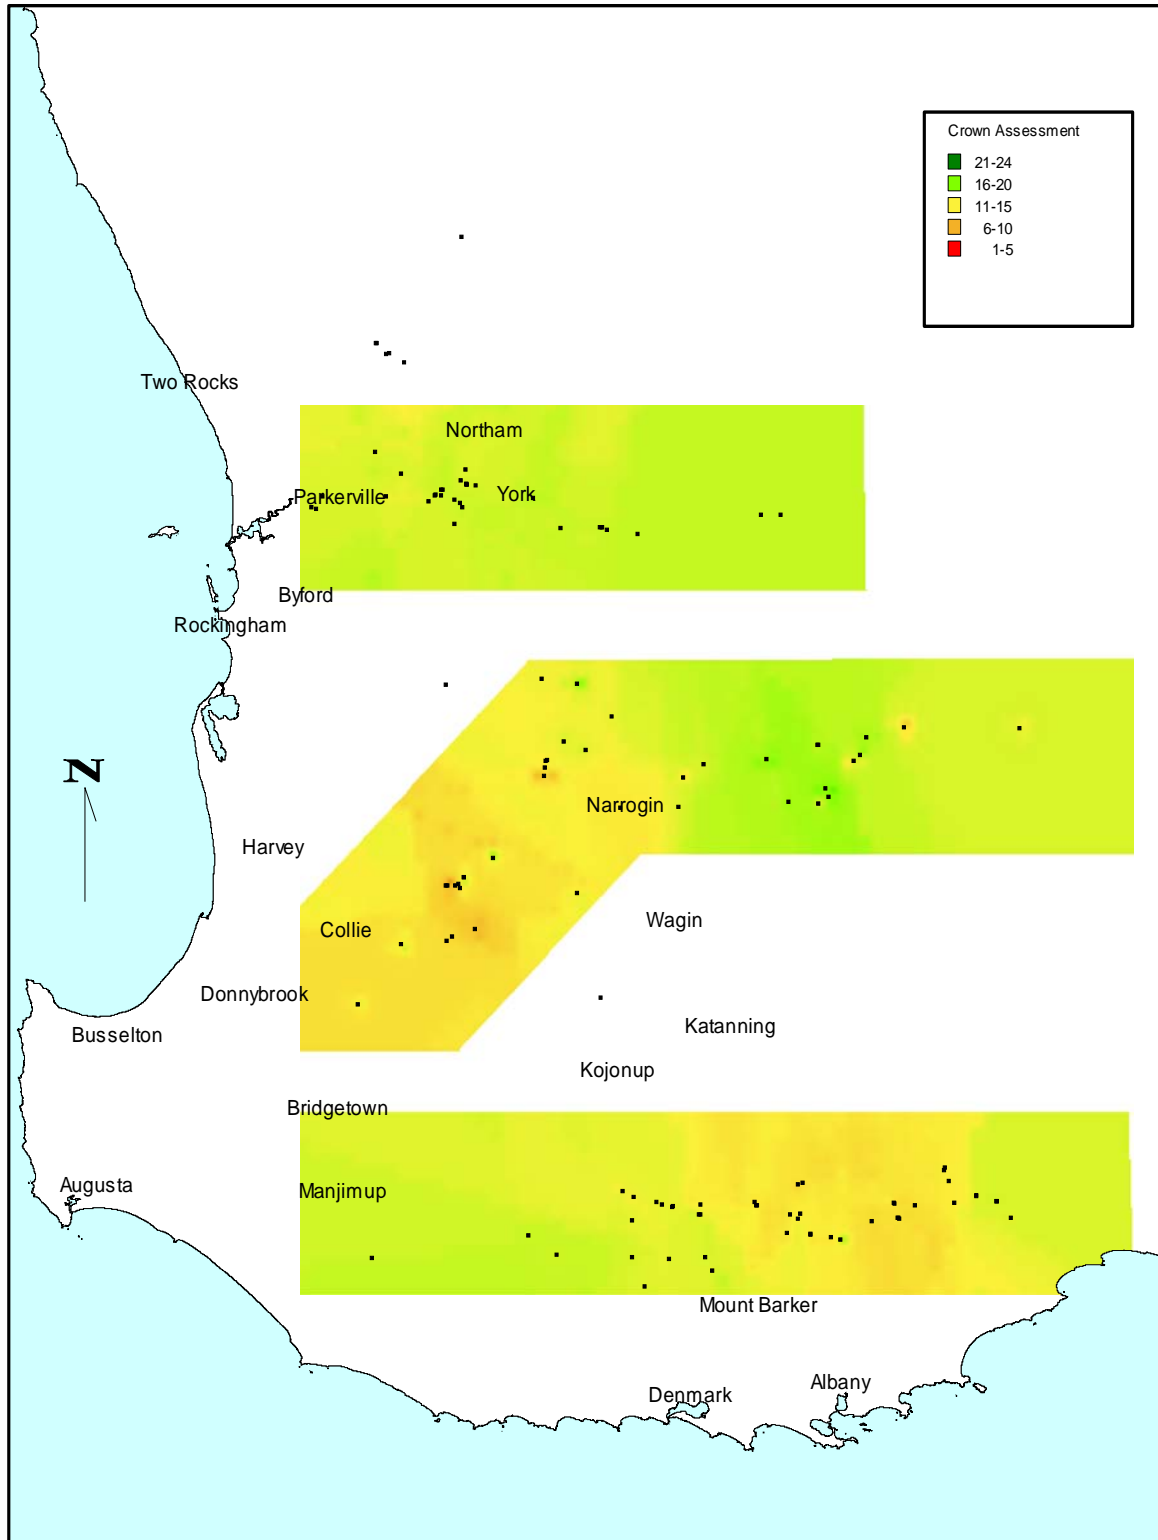 Crown Assessment
21-24
16-20
11-15
6-10
1-5
Two Rocks
Northam
Parkerville
York
Byford
Rockingham
N
Narrogin
Harvey
Wagin
Collie
Donnybrook
Katanning
Busselton
Kojonup
Bridgetown
Augusta
Manjimup
Mount Barker
Albany
Denmark